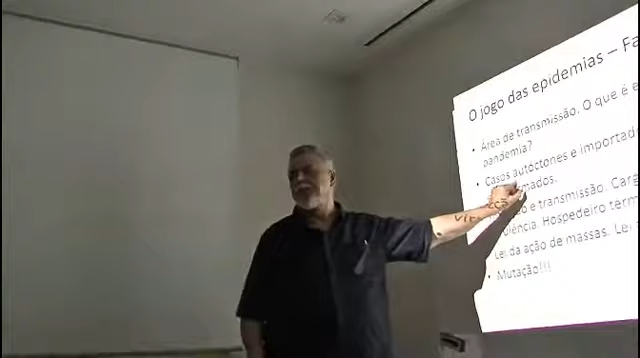 O jogo das epidemias – Fa
• Área de transmissão. O que é e
pandemia?
• Casos autóctones e importad
mados.
e transmissão. Carg
ulência. Hospedeiro term
Lei da ação de massas. Lei
• Mutação!!!